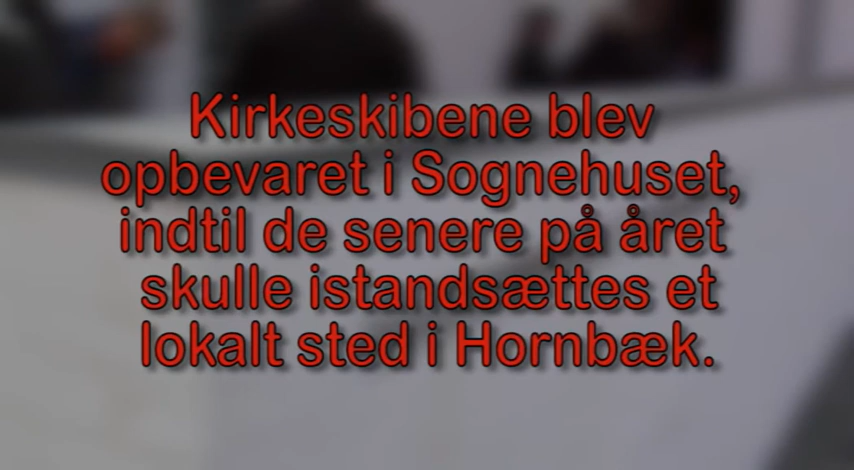 Kirkeskibene blev
opbevaret i Sognehuset,
indtil de senere på året
skulle istandsættes et
lokalt sted i Hornbæk.